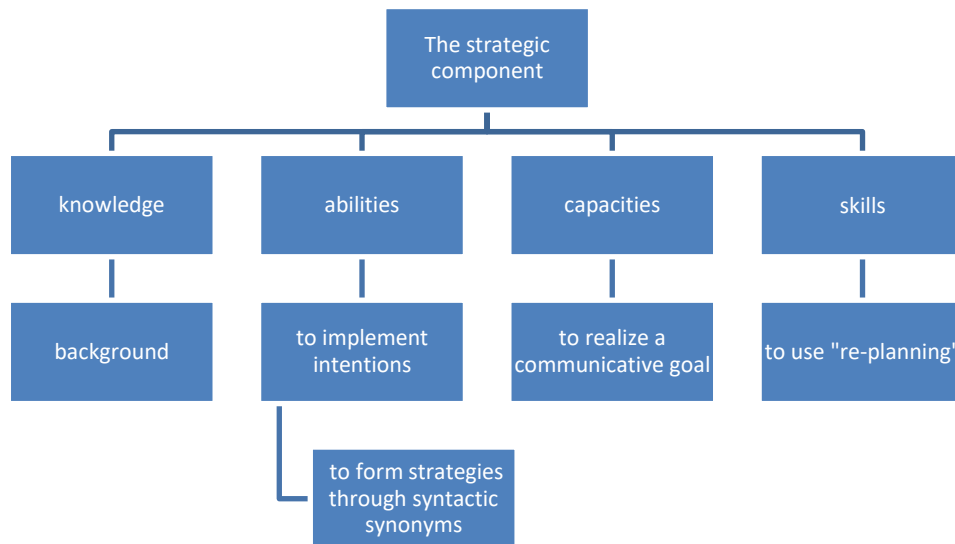 The strategic
component
knowledge
abilities
capacities
skills
background
to implement
intentions
to realize a
communicative goal
to use "re-planning"
to form strategies
through syntactic
synonyms